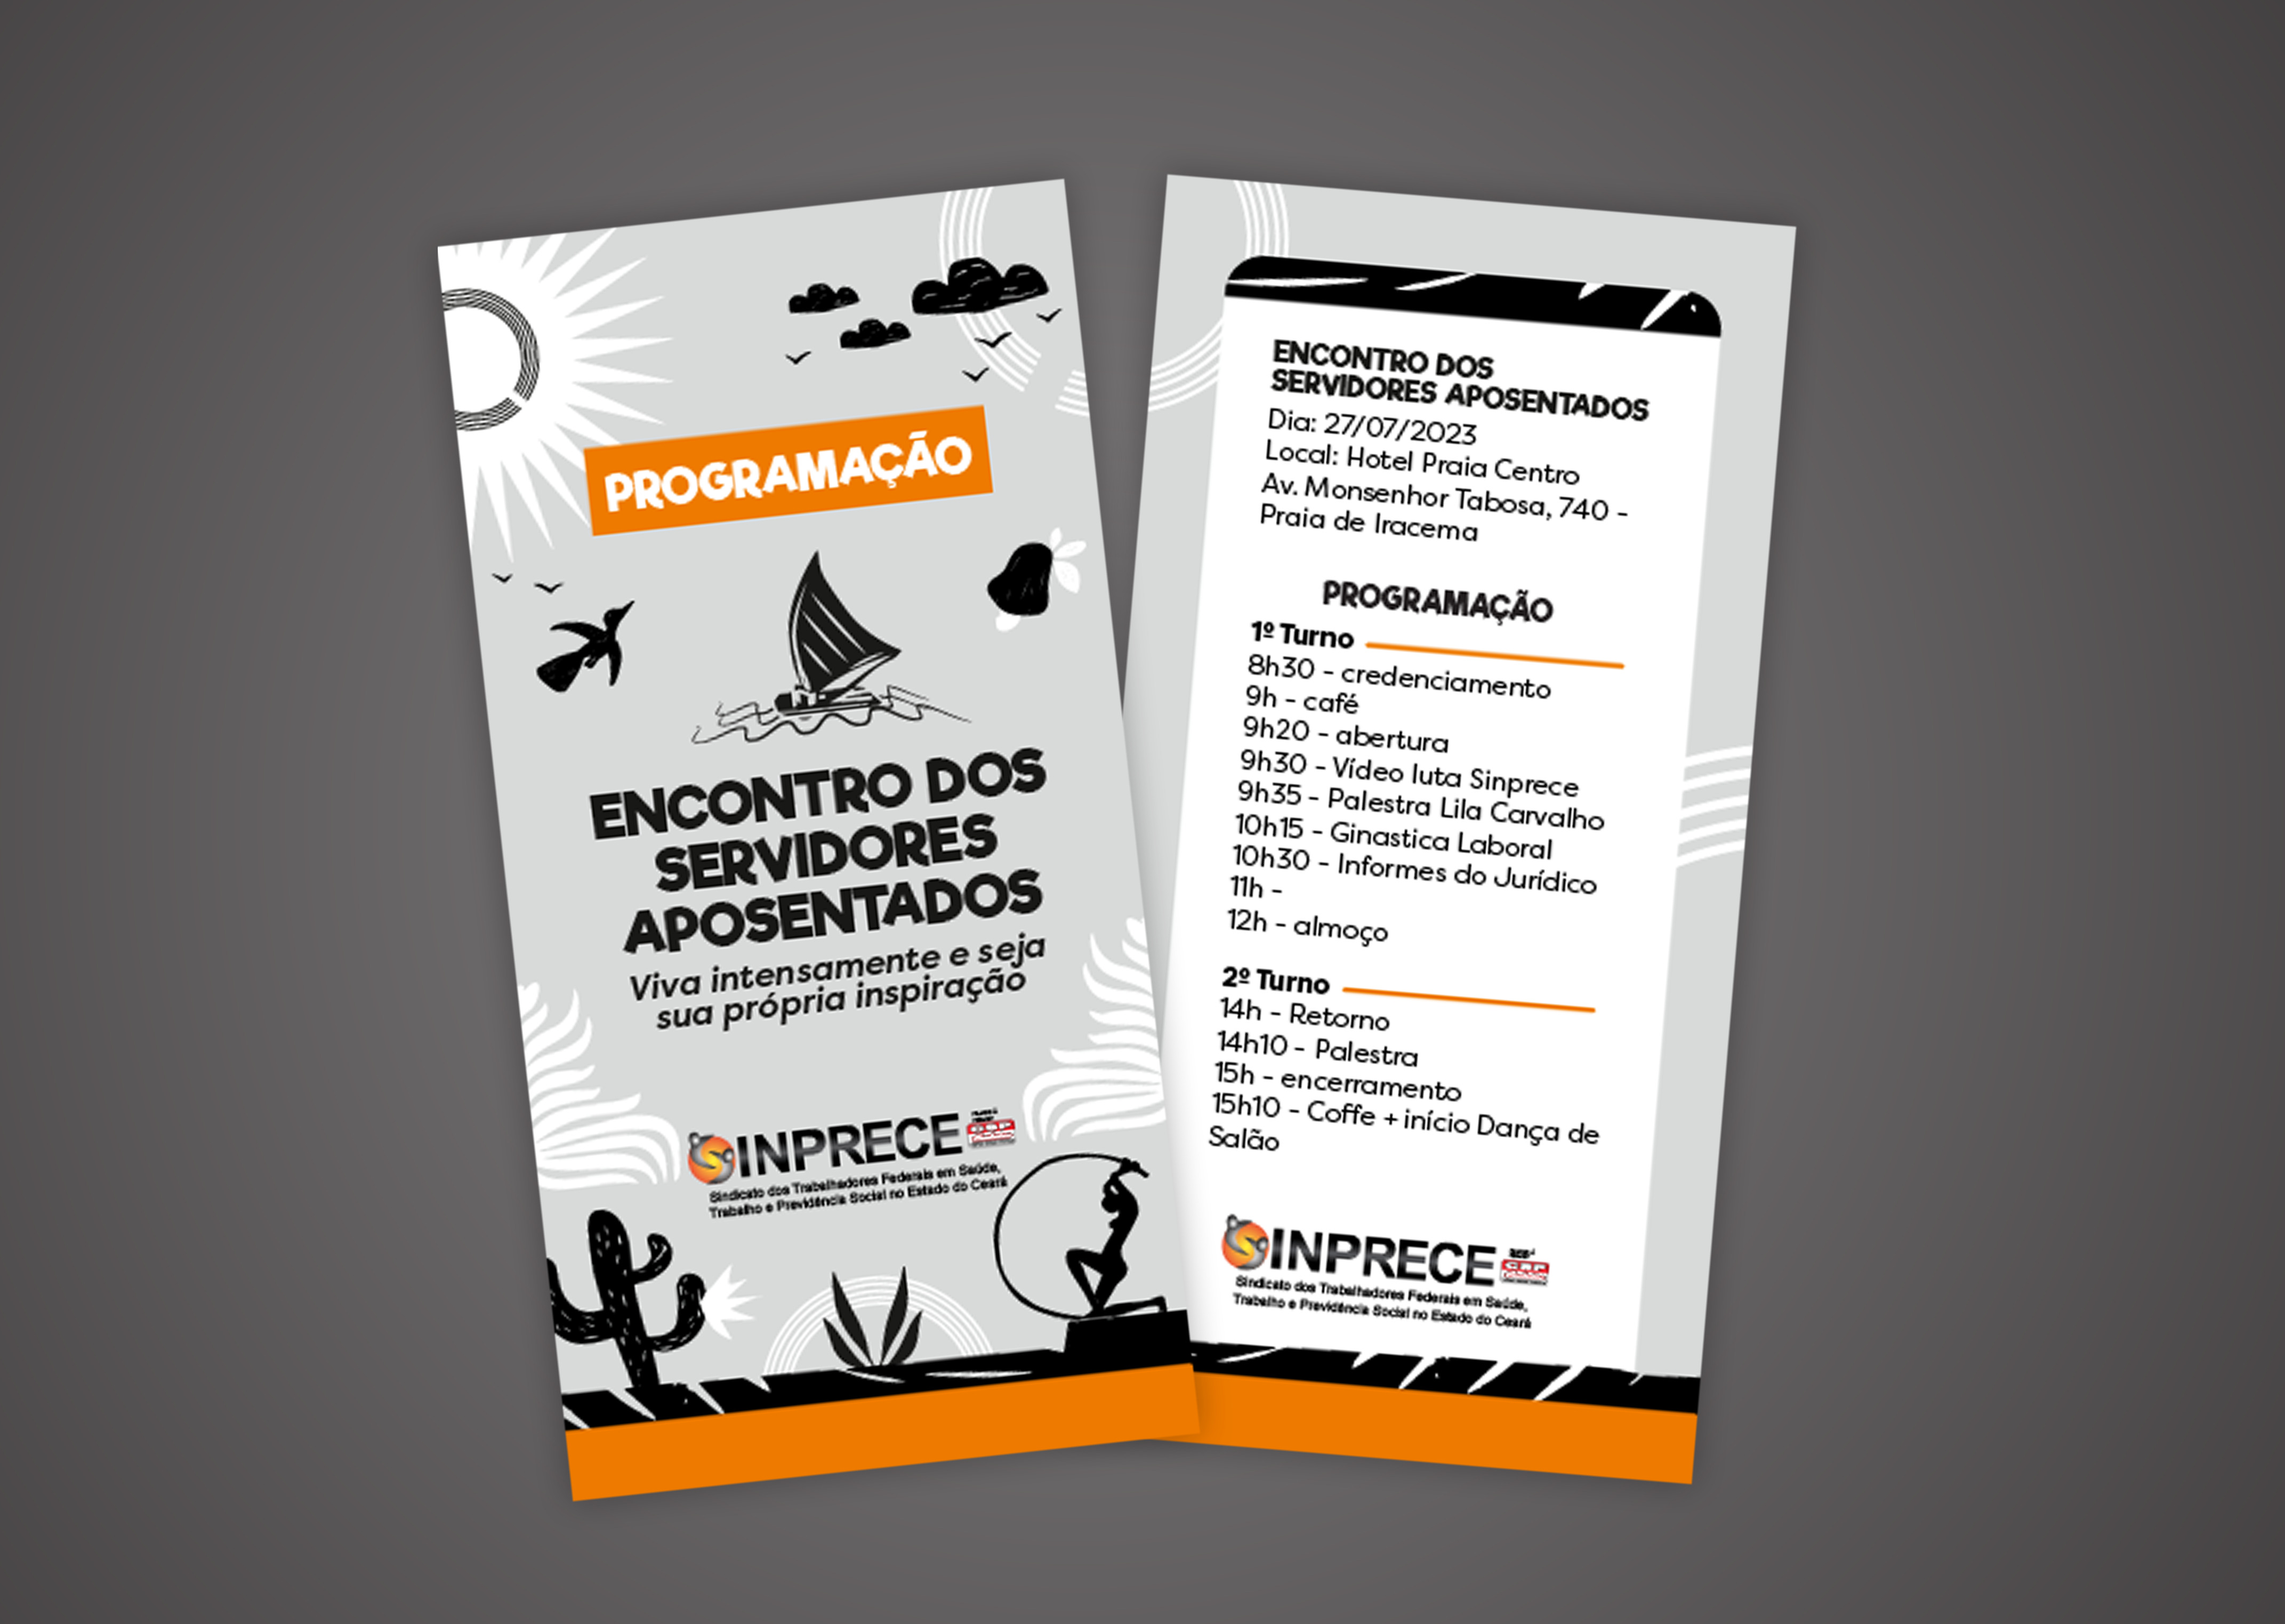 PROGRAMAÇÃO
ENCONTRO DOS
SERVIDORES
APOSENTADOS
Viva intensamente e seja
sua própria inspiração
SINPRECE
Sindicato dos Trabalhadores Federais em Saúde,
Trabalho e Previdência Social no Estado do Ceará
ENCONTRO DOS
SERVIDORES APOSENTADOS
Dia: 27/07/2023
Local: Hotel Praia Centro
Av. Monsenhor Tabosa, 740 -
Praia de Iracema
PROGRAMAÇÃO
1º Turno
8h30 - credenciamento
9h - café
9h20 - abertura
9h30 - Vídeo luta Sinprece
9h35 - Palestra Lila Carvalho
10h15 - Ginastica Laboral
10h30 - Informes do Jurídico
11h -
12h - almoço
2º Turno
14h - Retorno
14h10 - Palestra
15h - encerramento
15h10 - Coffe + início Dança de
Salão
SINPRECE
Sindicato dos Trabalhadores Federais em Saúde,
Trabalho e Previdência Social no Estado do Ceará